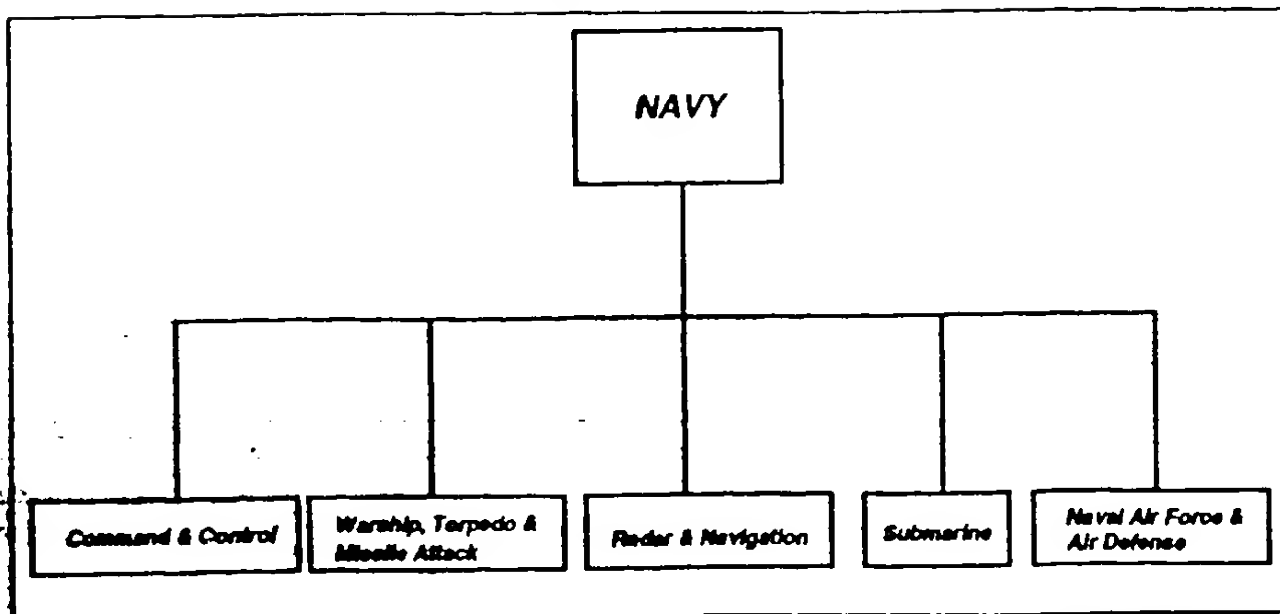 NAVY
Command & Control
Warship, Torpedo &
Missile Attack
Radar & Navigation
Submarine
Naval Air Force &
Air Defense